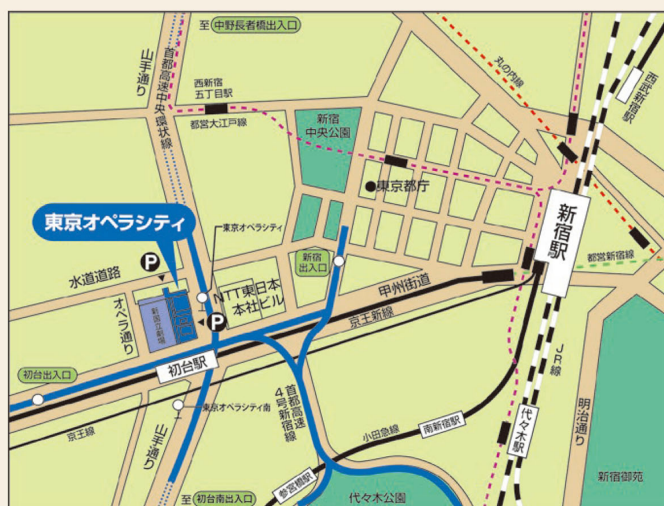 至 中野長者橋出入口
山手通り
首都高速中央環状線
西新宿
五丁目駅
都営大江戸線
新宿
中央公園
丸の内線
西武新宿駅
東京都庁
東京オペラシティ
東京オペラシティ
新宿駅
P
水道道路
新宿
出入口
都営新宿線
オペラ通り
新国立劇場
NTT東日本
本社ビル
P
甲州街道
京王新線
初台駅
初台出入口
JR線
首都高速
4号新宿線
東京オペラシティ南
代々木駅
明治通り
京王線
山手通り
小田急線
南新宿駅
参宮橋駅
新宿御苑
至 初台南出入口
代々木公園